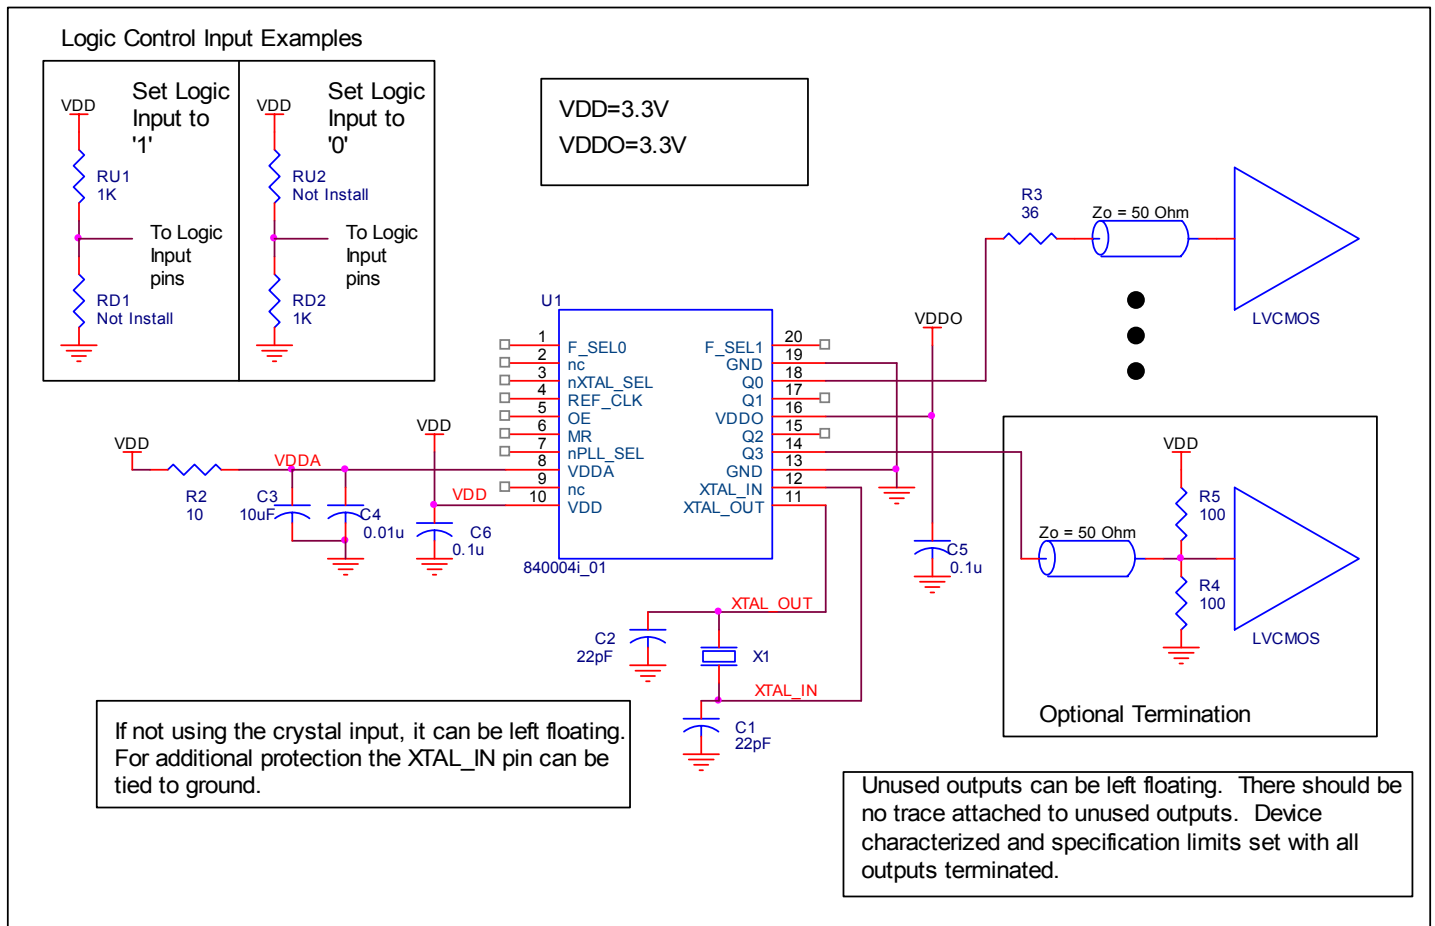 Logic Control Input Examples
Set Logic
Input to
'1'
VDD
RU1
1K
To Logic
Input
pins
RD1
Not Install
Set Logic
Input to
'0'
VDD
RU2
Not Install
To Logic
Input
pins
RD2
1K
VDD=3.3V
VDDO=3.3V
R3
36
Zo = 50 Ohm
LVCMOS
U1
1
F_SEL0
2
nc
3
nXTAL_SEL
4
REF_CLK
5
OE
6
MR
7
nPLL_SEL
8
VDDA
9
nc
10
VDD
20
F_SEL1
19
GND
18
Q0
17
Q1
16
VDDO
15
Q2
14
Q3
13
GND
12
XTAL_IN
11
XTAL_OUT
840004i_01
VDD
R2
10
VDDA
C3
10uF
C4
0.01u
VDD
VDD
C6
0.1u
VDDO
C5
0.1u
XTAL_OUT
C2
22pF
X1
XTAL_IN
C1
22pF
VDD
R5
100
Zo = 50 Ohm
R4
100
LVCMOS
Optional Termination
If not using the crystal input, it can be left floating.
For additional protection the XTAL_IN pin can be
tied to ground.
Unused outputs can be left floating. There should be
no trace attached to unused outputs. Device
characterized and specification limits set with all
outputs terminated.